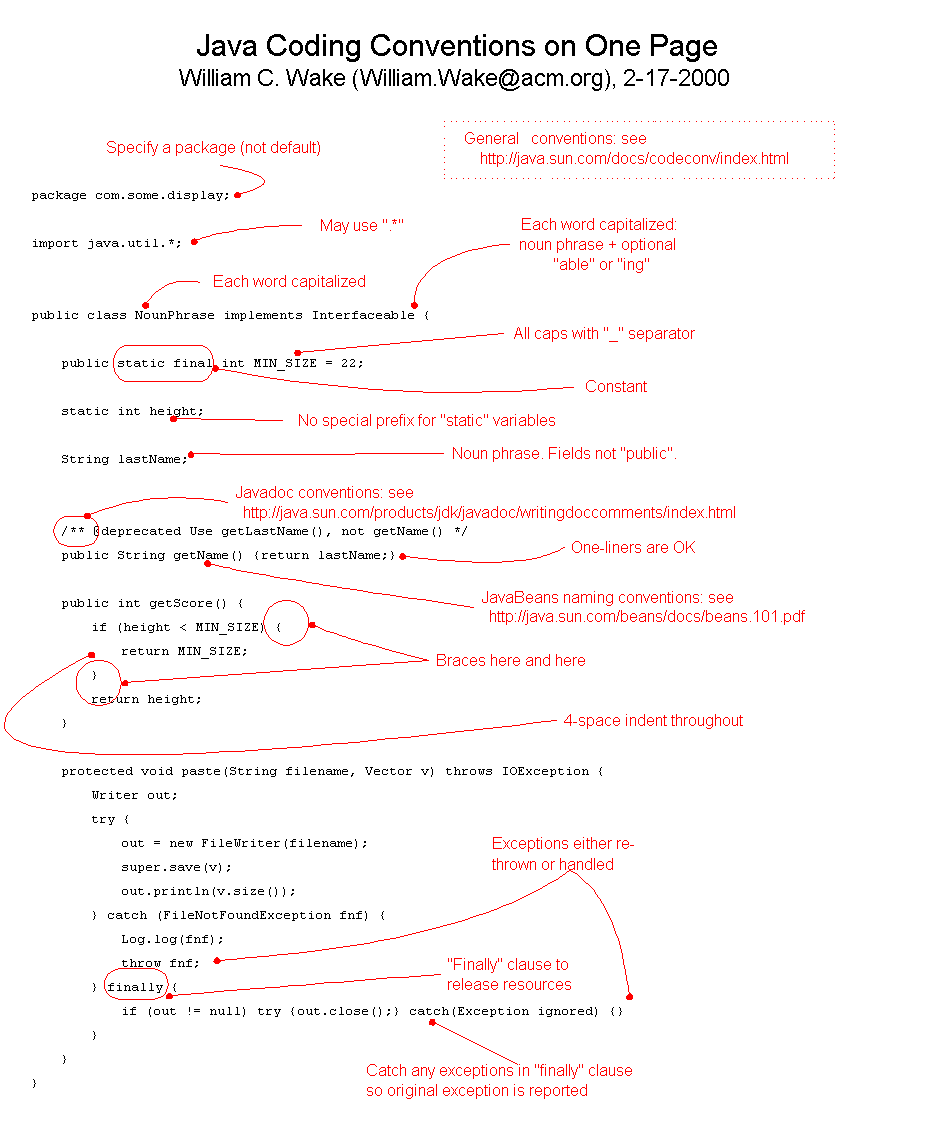 Java Coding Conventions on One Page
William C. Wake (William.Wake@acm.org), 2-17-2000
General conventions: see
http://java.sun.com/docs/codeconv/index.html
Specify a package (not default)
package com.some.display;
May use ".*"
import java.util.*;
Each word capitalized:
noun phrase + optional
"able" or "ing"
Each word capitalized
public class NounPhrase implements Interfaceable {
All caps with "_" separator
public static final int MIN_SIZE = 22;
Constant
static int height;
No special prefix for "static" variables
String lastName;
Noun phrase. Fields not "public".
Javadoc conventions: see
http://java.sun.com/products/jdk/javadoc/writingdoccomments/index.html
/** @deprecated Use getLastName(), not getName() */
public String getName() {return lastName;}
One-liners are OK
JavaBeans naming conventions: see
http://java.sun.com/beans/docs/beans.101.pdf
public int getScore() {
if (height < MIN_SIZE) {
return MIN_SIZE;
}
Braces here and here
return height;
}
4-space indent throughout
protected void paste(String filename, Vector v) throws IOException {
Writer out;
try {
out = new FileWriter(filename);
super.save(v);
out.println(v.size());
Exceptions either re-
thrown or handled
} catch (FileNotFoundException fnf) {
Log.log(fnf);
throw fnf;
"Finally" clause to
release resources
} finally {
if (out != null) try {out.close();} catch(Exception ignored) {}
}
}
Catch any exceptions in "finally" clause
so original exception is reported
}